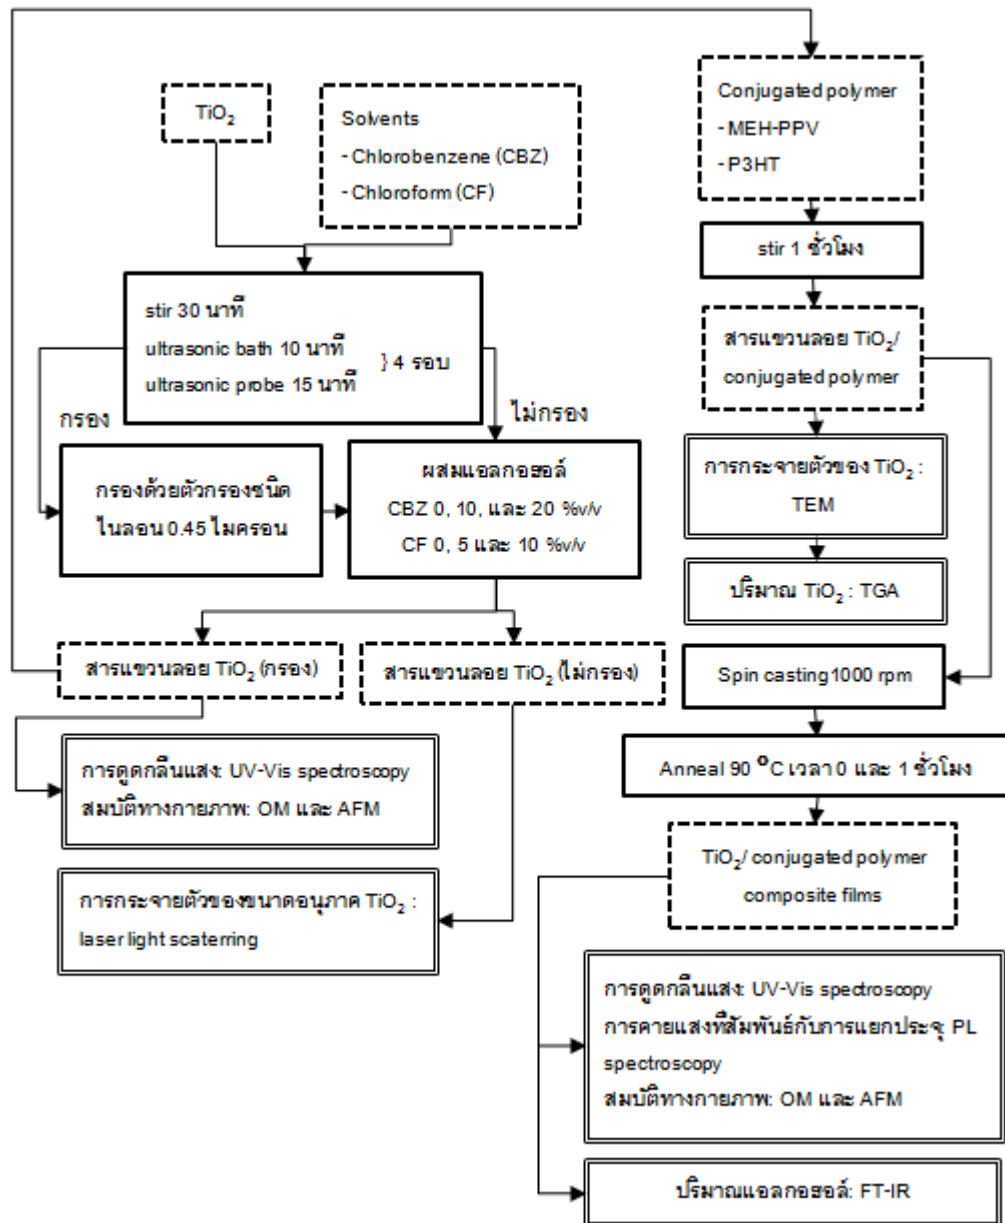 TiO₂
Solvents
- Chlorobenzene (CBZ)
- Chloroform (CF)
stir 30 นาที
ultrasonic bath 10 นาที
ultrasonic probe 15 นาที
} 4 รอบ
กรอง
ไม่กรอง
กรองด้วยตัวกรองชนิด
ไนลอน 0.45 ไมครอน
ผสมแอลกอฮอล์
CBZ 0, 10, และ 20 %v/v
CF 0, 5 และ 10 %v/v
สารแขวนลอย TiO₂ (กรอง)
สารแขวนลอย TiO₂ (ไม่กรอง)
การดูดกลืนแสง: UV-Vis spectroscopy
สมบัติทางกายภาพ: OM และ AFM
การกระจายตัวของขนาดอนุภาค TiO₂ :
laser light scaterring
Conjugated polymer
- MEH-PPV
- P3HT
stir 1 ชั่วโมง
สารแขวนลอย TiO₂/
conjugated polymer
การกระจายตัวของ TiO₂ :
TEM
ปริมาณ TiO₂ : TGA
Spin casting 1000 rpm
Anneal 90 °C เวลา 0 และ 1 ชั่วโมง
TiO₂/ conjugated polymer
composite films
การดูดกลืนแสง: UV-Vis spectroscopy
การคายแสงที่สัมพันธ์กับการแยกประจุ: PL
spectroscopy
สมบัติทางกายภาพ: OM และ AFM
ปริมาณแอลกอฮอล์: FT-IR